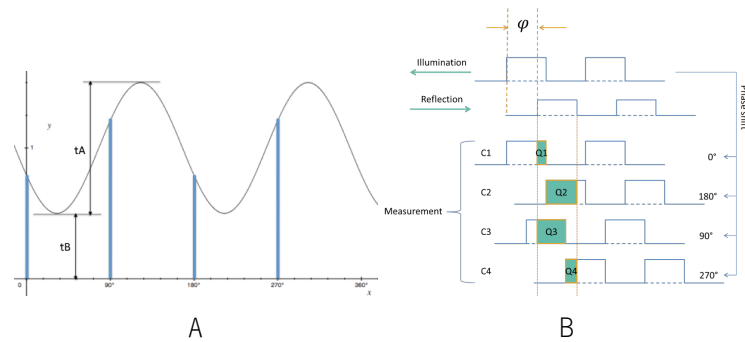 y
1
tA
tB
0
90°
180°
270°
360°
x
A
φ
Illumination
Reflection
Phase shift
C1
Q1
0°
C2
Q2
180°
Measurement
C3
Q3
90°
C4
Q4
270°
B